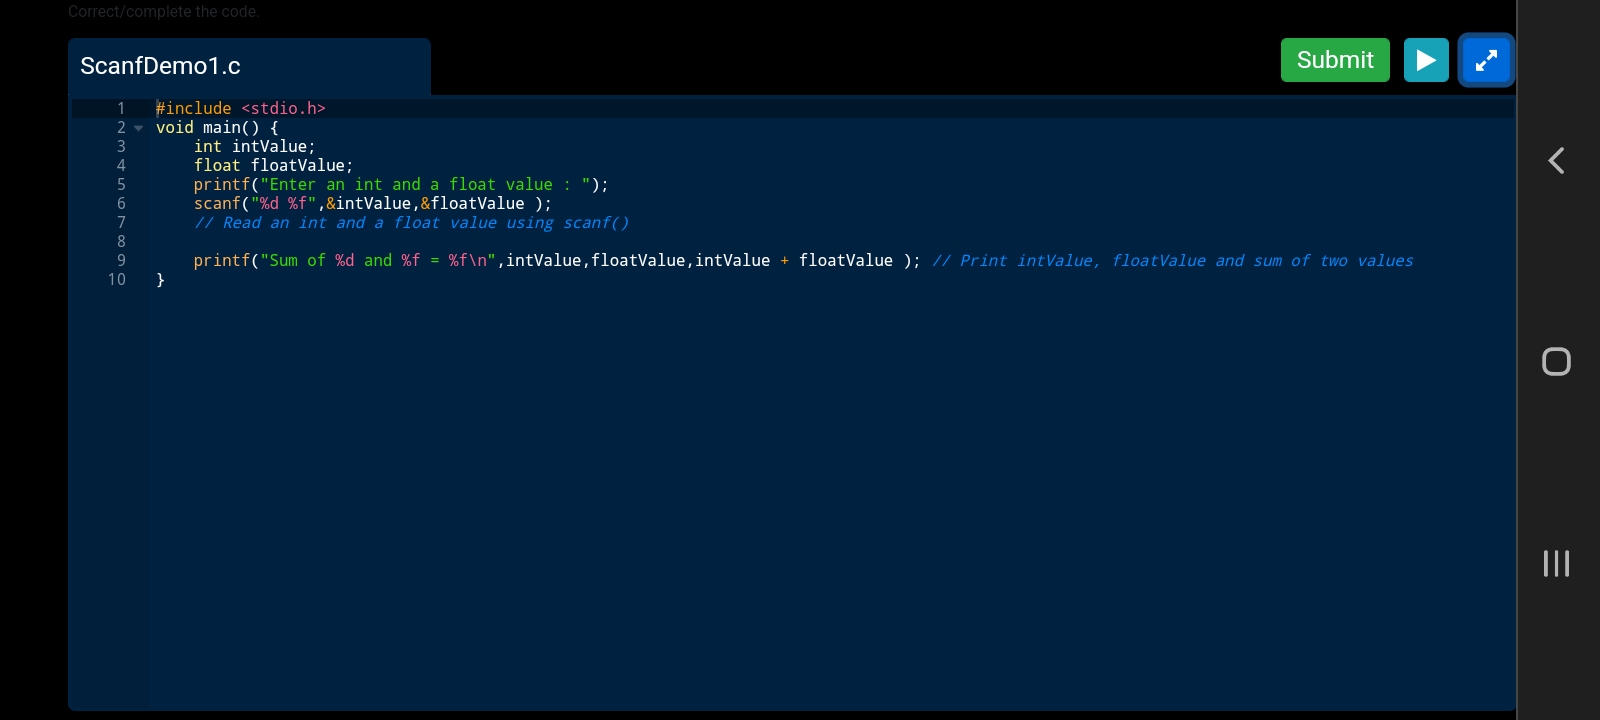 Correct/complete the code.
ScanfDemo1.c
Submit
1 #include <stdio.h>
2 void main() {
3     int intValue;
4     float floatValue;
5     printf("Enter an int and a float value : ");
6     scanf("%d %f",&intValue,&floatValue );
7     // Read an int and a float value using scanf()
8
9     printf("Sum of %d and %f = %f\n",intValue,floatValue,intValue + floatValue ); // Print intValue, floatValue and sum of two values
10 }